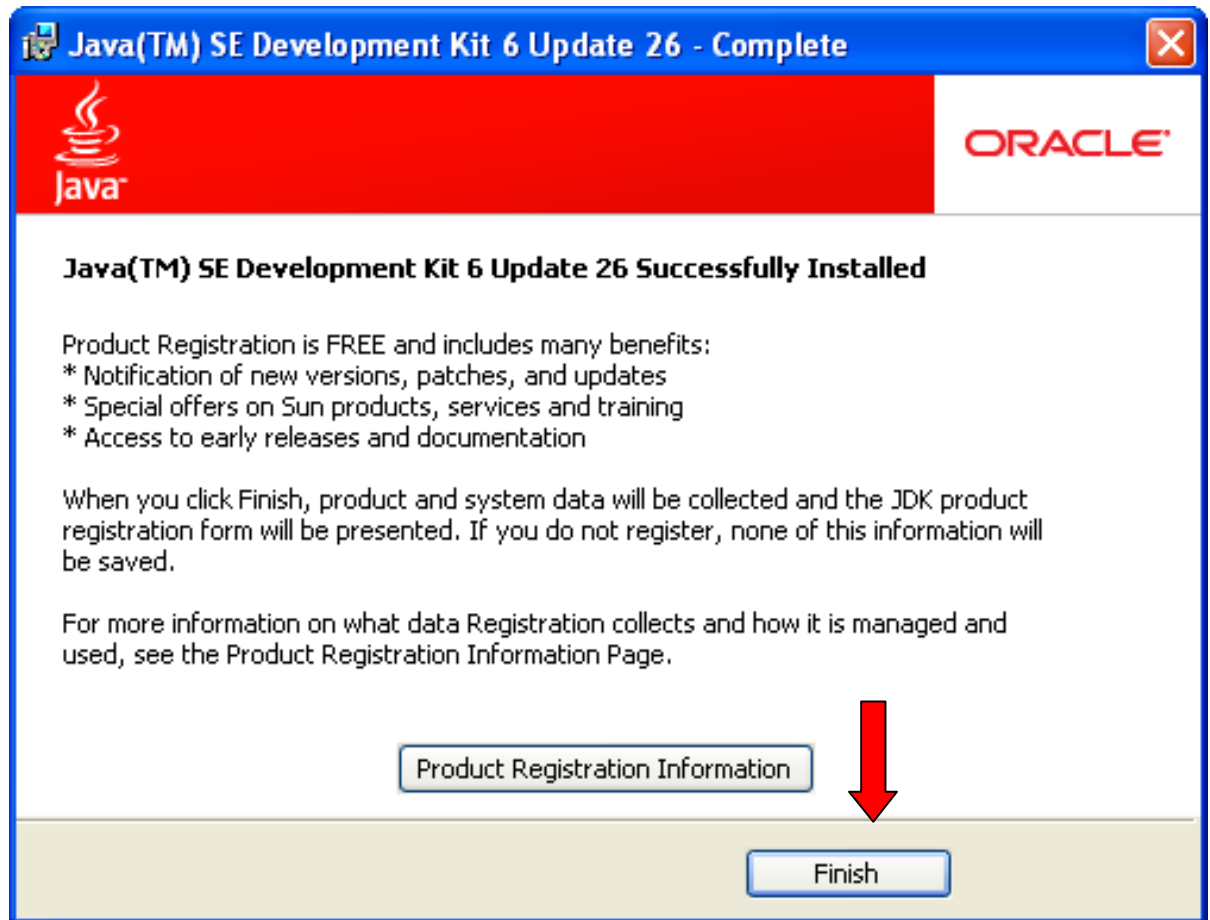 Java(TM) SE Development Kit 6 Update 26 - Complete
Java™
ORACLE®
Java(TM) SE Development Kit 6 Update 26 Successfully Installed
Product Registration is FREE and includes many benefits:
* Notification of new versions, patches, and updates
* Special offers on Sun products, services and training
* Access to early releases and documentation
When you click Finish, product and system data will be collected and the JDK product
registration form will be presented. If you do not register, none of this information will
be saved.
For more information on what data Registration collects and how it is managed and
used, see the Product Registration Information Page.
Product Registration Information
Finish